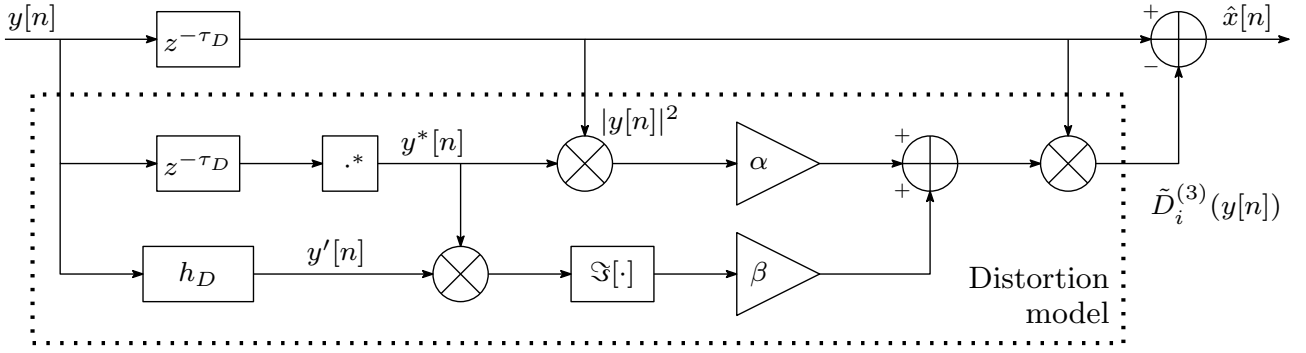 y[n]
z^{-τ_D}
+
x̂[n]
−
|y[n]|^2
z^{-τ_D}
·*
y*[n]
α
+
+
D̃_i^{(3)}(y[n])
h_D
y′[n]
ℑ[·]
β
Distortion
model